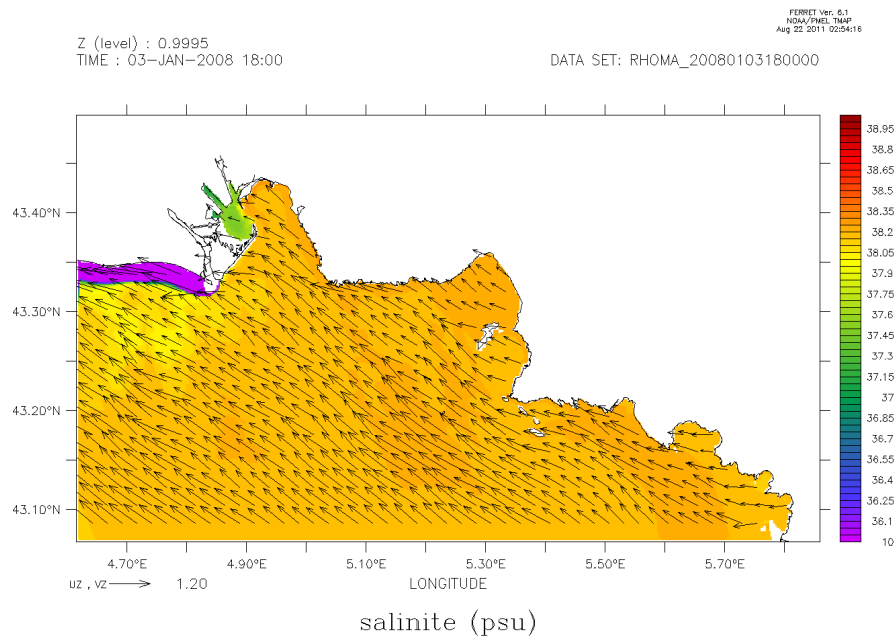 FERRET Ver. 6.1
NOAA/PMEL TMAP
Aug 22 2011 02:54:16
Z (level) : 0.9995
TIME : 03-JAN-2008 18:00
DATA SET: RHOMA_20080103180000
43.40°N
43.30°N
43.20°N
43.10°N
38.95
38.8
38.65
38.5
38.35
38.2
38.05
37.9
37.75
37.6
37.45
37.3
37.15
37
36.85
36.7
36.55
36.4
36.25
36.1
10
4.70°E 4.90°E 5.10°E 5.30°E 5.50°E 5.70°E
UZ , VZ 1.20
LONGITUDE
salinite (psu)